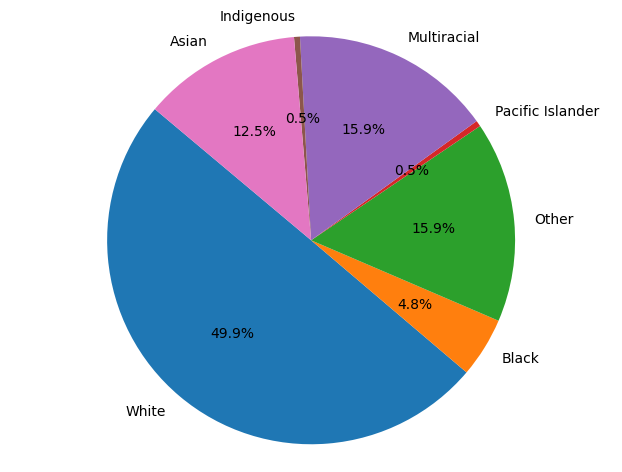 Indigenous
Asian
Multiracial
Pacific Islander
0.5%
12.5%
15.9%
0.5%
Other
15.9%
4.8%
49.9%
Black
White